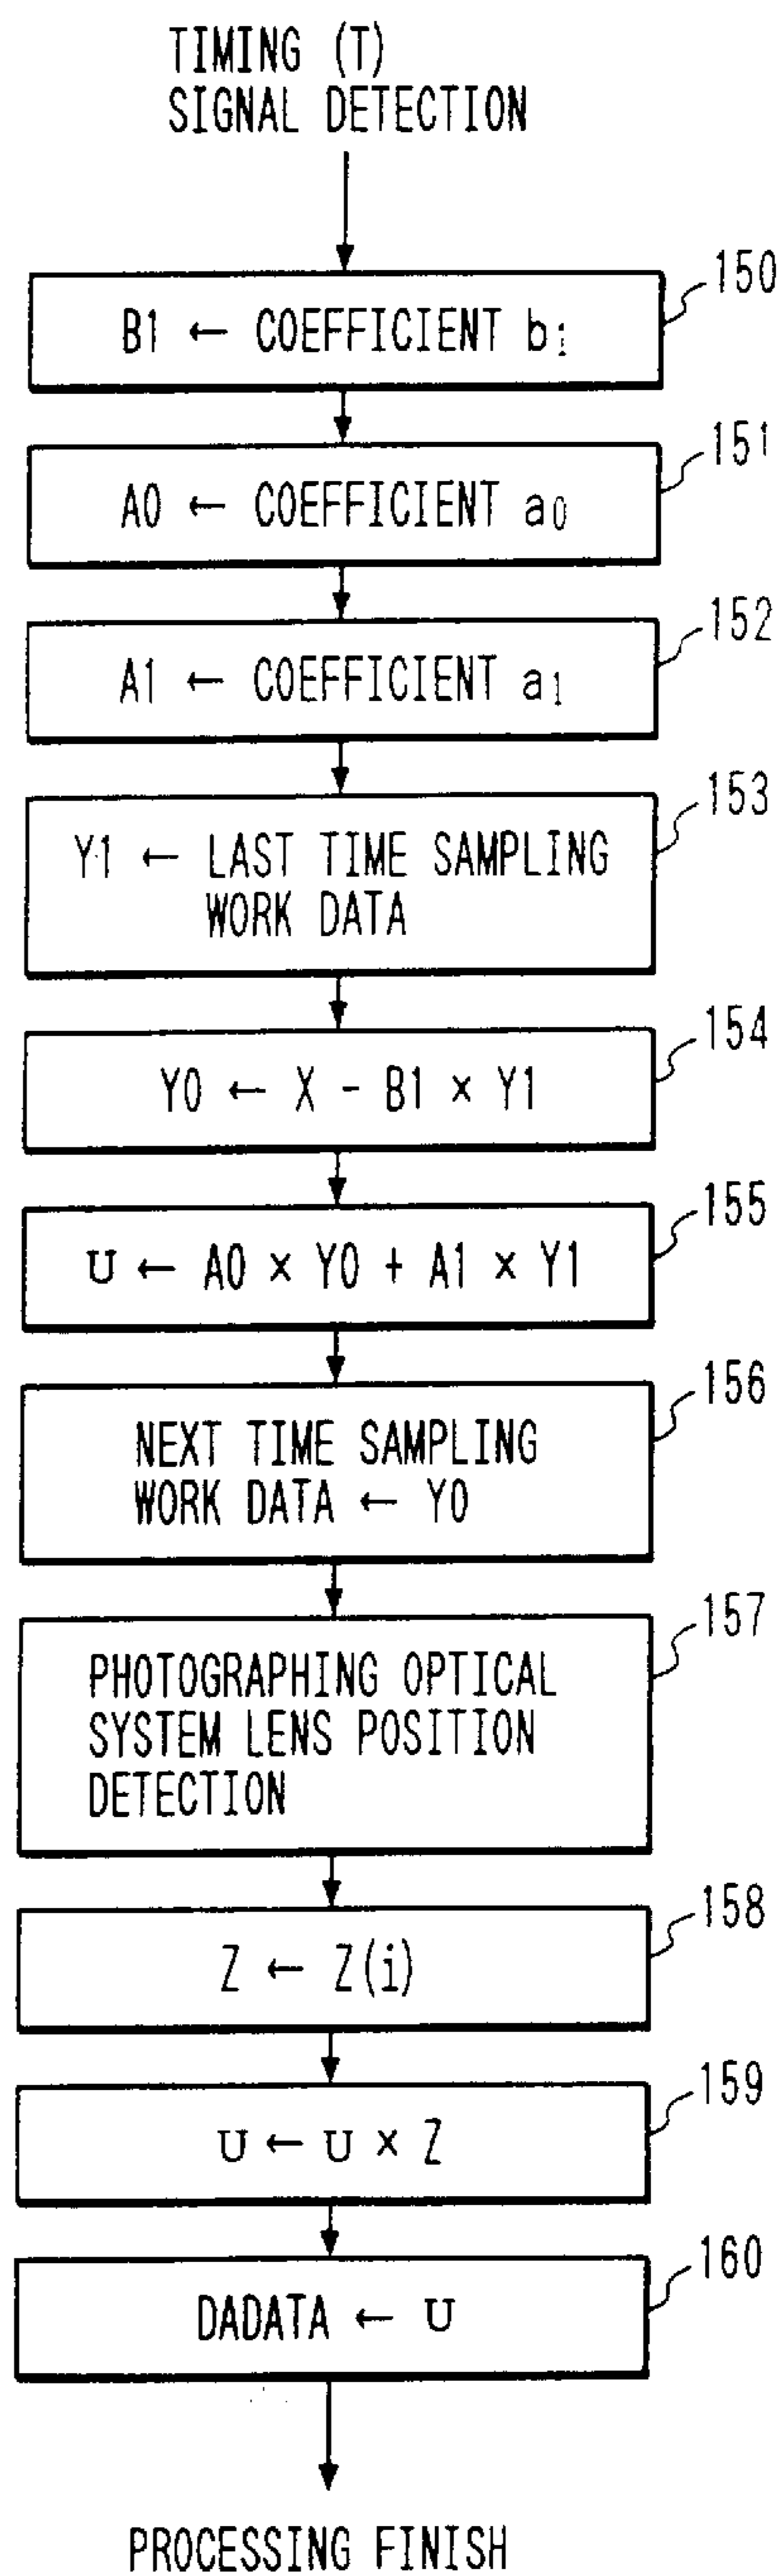 TIMING (T)
SIGNAL DETECTION
150
B1 ← COEFFICIENT b₁
151
A0 ← COEFFICIENT a₀
152
A1 ← COEFFICIENT a₁
153
Y1 ← LAST TIME SAMPLING
WORK DATA
154
Y0 ← X - B1 × Y1
155
U ← A0 × Y0 + A1 × Y1
156
NEXT TIME SAMPLING
WORK DATA ← Y0
157
PHOTOGRAPHING OPTICAL
SYSTEM LENS POSITION
DETECTION
158
Z ← Z(i)
159
U ← U × Z
160
DADATA ← U
PROCESSING FINISH